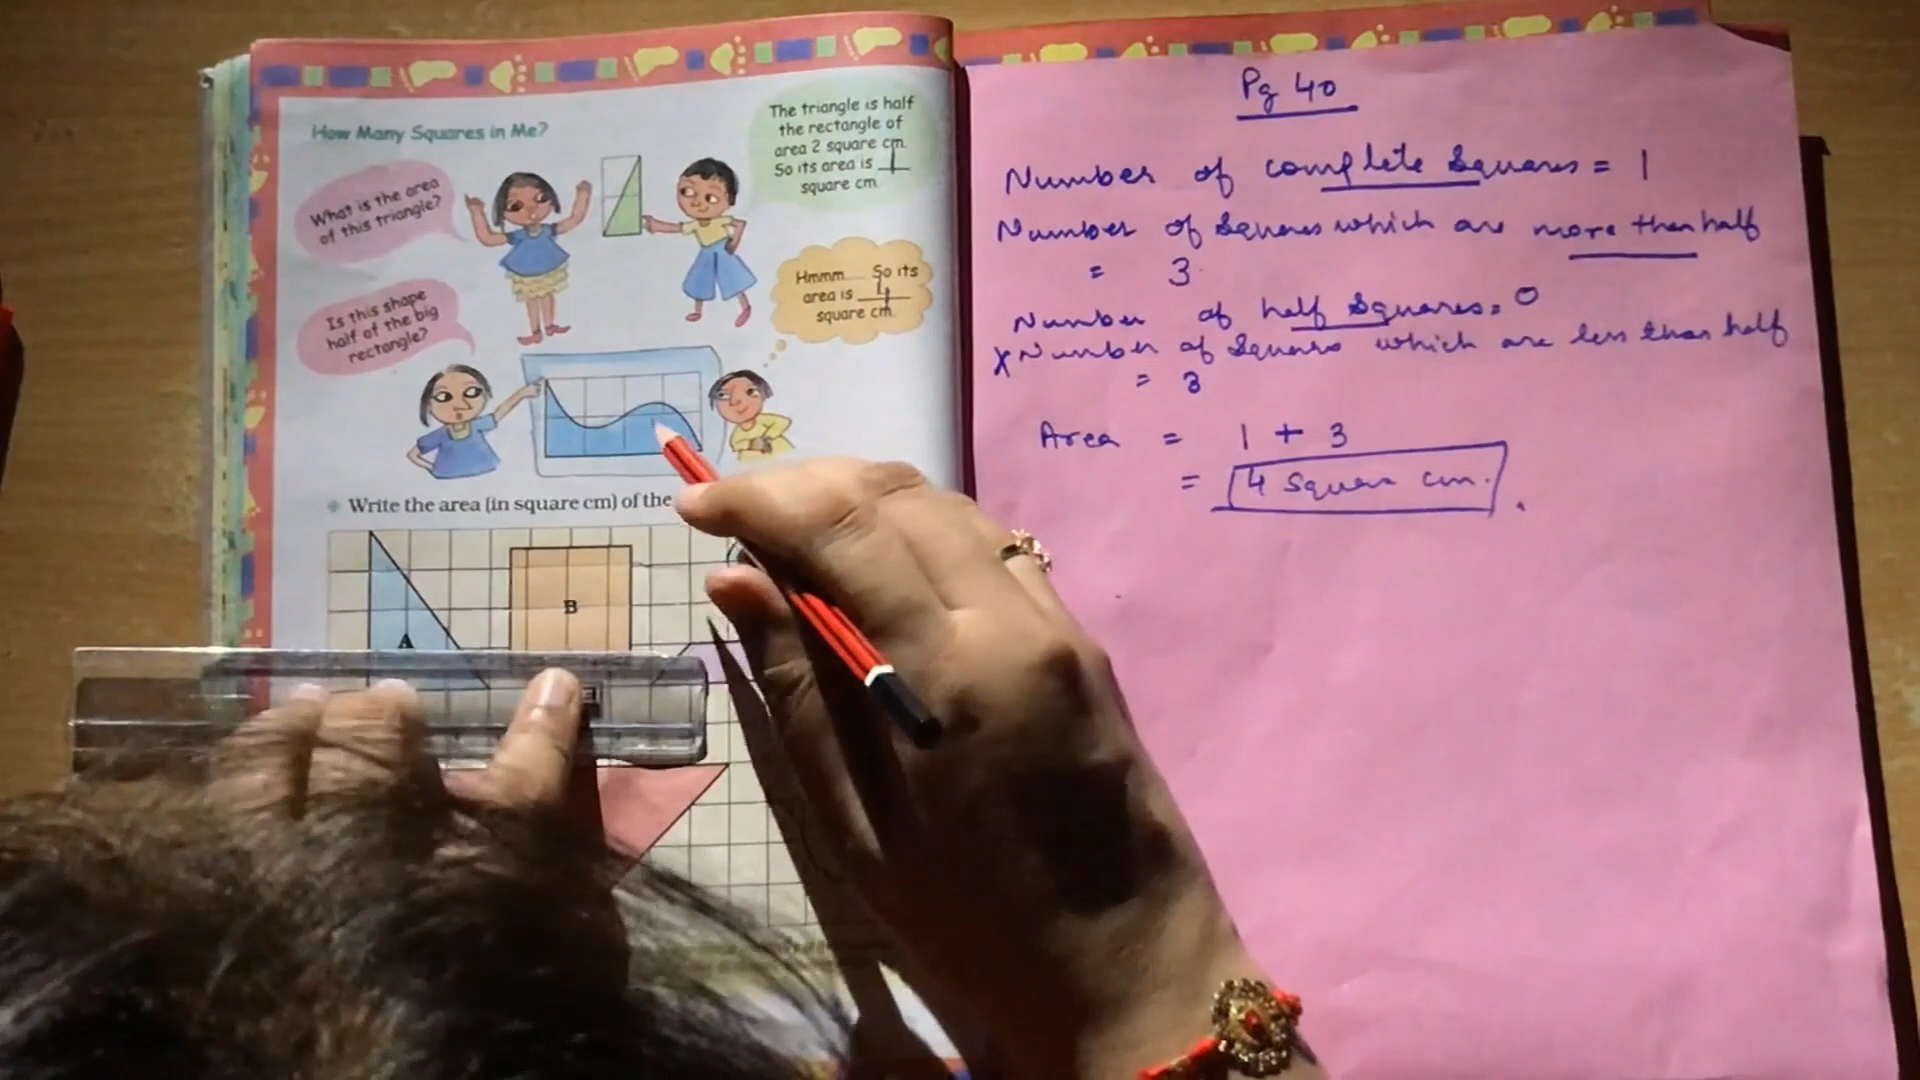 How Many Squares in Me?
What is the area
of this triangle?
The triangle is half
the rectangle of
area 2 square cm.
So its area is 1
square cm.
Hmmm.... So its
area is 4
square cm.
Is this shape
half of the big
rectangle?
Write the area (in square cm) of the
A
B
Pg 40
Number of complete Squares = 1
Number of Squares which are more than half
= 3
Number of half Squares = 0
x Number of Squares which are less than half
= 3
Area = 1 + 3
= 4 Square cm.